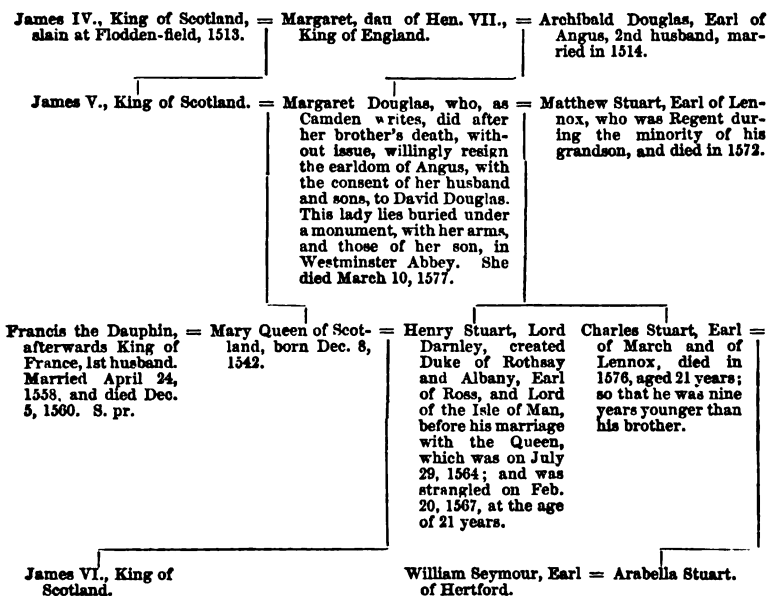 James IV., King of Scotland,
slain at Flodden-field, 1513.
=
Margaret, dau of Hen. VII.,
King of England.
=
Archibald Douglas, Earl of
Angus, 2nd husband, mar-
ried in 1514.
James V., King of Scotland.
=
Margaret Douglas, who, as
Camden writes, did after
her brother's death, with-
out issue, willingly resign
the earldom of Angus, with
the consent of her husband
and sons, to David Douglas.
This lady lies buried under
a monument, with her arms,
and those of her son, in
Westminster Abbey. She
died March 10, 1577.
=
Matthew Stuart, Earl of Len-
nox, who was Regent dur-
ing the minority of his
grandson, and died in 1572.
Francis the Dauphin,
afterwards King of
France, 1st husband.
Married April 24,
1558, and died Dec.
5, 1560. S. pr.
=
Mary Queen of Scot-
land, born Dec. 8,
1542.
=
Henry Stuart, Lord
Darnley, created
Duke of Rothsay
and Albany, Earl
of Ross, and Lord
of the Isle of Man,
before his marriage
with the Queen,
which was on July
29, 1564; and was
strangled on Feb.
20, 1567, at the age
of 21 years.
Charles Stuart, Earl
of March and of
Lennox, died in
1576, aged 21 years;
so that he was nine
years younger than
his brother.
=
James VI., King of
Scotland.
William Seymour, Earl
of Hertford.
=
Arabella Stuart.